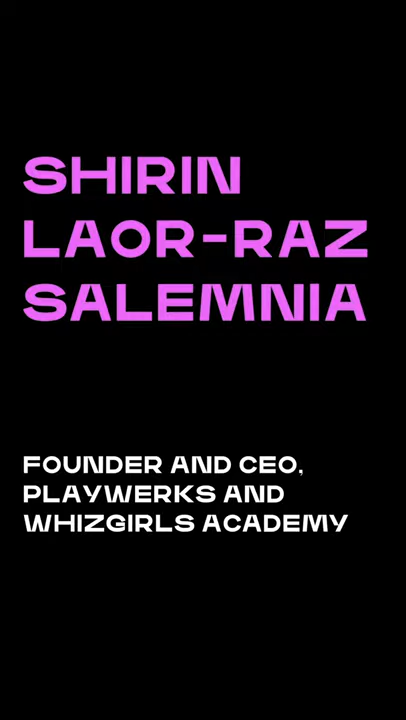 SHIRIN
LAOR-RAZ
SALEMNIA
FOUNDER AND CEO,
PLAYWERKS AND
WHIZGIRLS ACADEMY